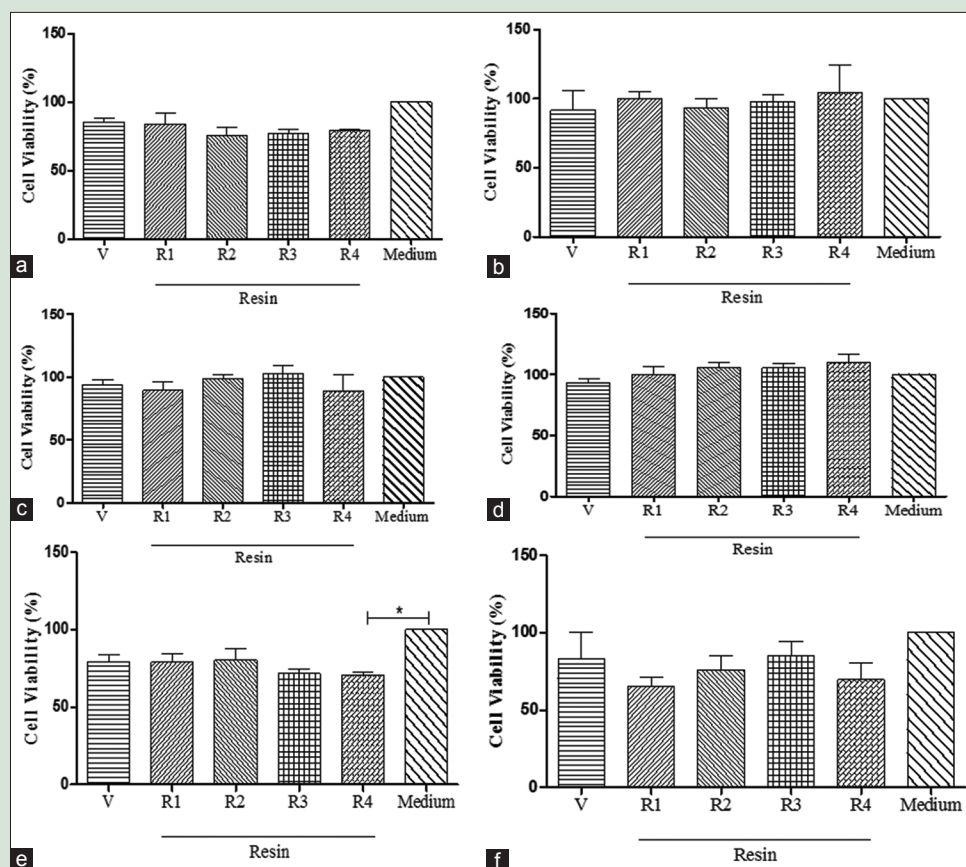 150
100
50
0
Cell Viability (%)
V R1 R2 R3 R4 Medium
Resin
a
150
100
50
0
Cell Viability (%)
V R1 R2 R3 R4 Medium
Resin
b
150
100
50
0
Cell Viability (%)
V R1 R2 R3 R4 Medium
Resin
c
150
100
50
0
Cell Viability (%)
V R1 R2 R3 R4 Medium
Resin
d
150
100
50
0
Cell Viability (%)
*
V R1 R2 R3 R4 Medium
Resin
e
150
100
50
0
Cell Viability (%)
V R1 R2 R3 R4 Medium
Resin
f